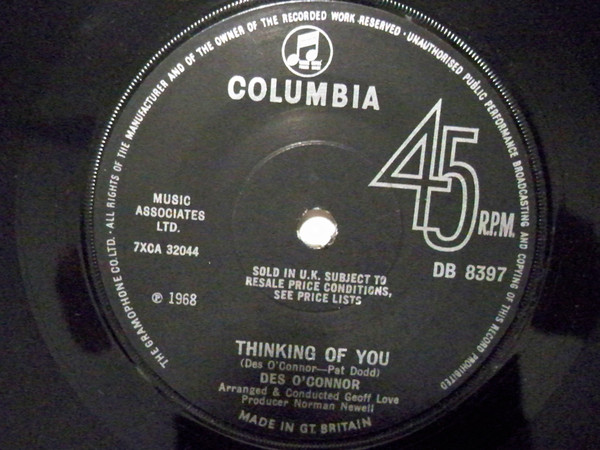 THE GRAMOPHONE CO. LTD. · ALL RIGHTS OF THE MANUFACTURER AND OF THE OWNER OF THE RECORDED WORK RESERVED · UNAUTHORISED PUBLIC PERFORMANCE BROADCASTING AND COPYING OF THIS RECORD PROHIBITED
COLUMBIA
45 R.P.M.
MUSIC
ASSOCIATES
LTD.
7XCA 32044
DB 8397
SOLD IN U.K. SUBJECT TO
RESALE PRICE CONDITIONS,
SEE PRICE LISTS
℗ 1968
THINKING OF YOU
(Des O'Connor—Pat Dodd)
DES O'CONNOR
Arranged & Conducted Geoff Love
Producer Norman Newell
MADE IN GT. BRITAIN